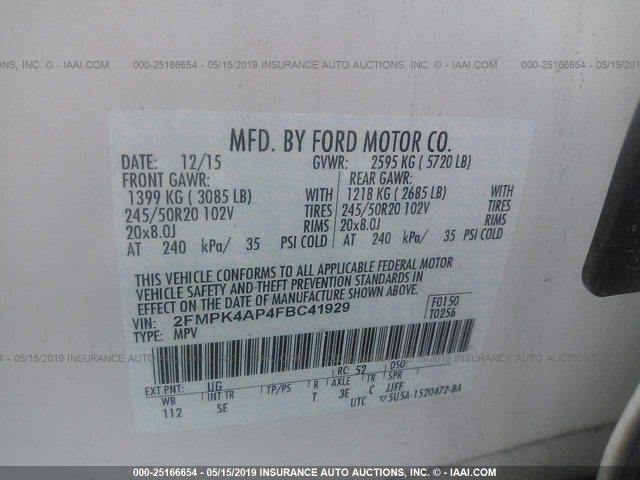 000-25166654 - 05/15/2019 INSURANCE AUTO AUCTIONS, INC. © - IAAI.COM
MFD. BY FORD MOTOR CO.
DATE: 12/15 GVWR: 2595 KG ( 5720 LB)
FRONT GAWR: REAR GAWR:
1399 KG ( 3085 LB) WITH 1218 KG ( 2685 LB) WITH
245/50R20 102V TIRES 245/50R20 102V TIRES
20x8.0J RIMS 20x8.0J RIMS
AT 240 kPa/ 35 PSI COLD AT 240 kPa/ 35 PSI COLD
THIS VEHICLE CONFORMS TO ALL APPLICABLE FEDERAL MOTOR
VEHICLE SAFETY AND THEFT PREVENTION STANDARDS IN
EFFECT ON THE DATE OF MANUFACTURE SHOWN ABOVE.
VIN: 2FMPK4AP4FBC41929 F0150
TYPE: MPV T0256
RC: 52 DSO:
EXT PNT: UG
WB INT TR TP/PS R AXLE TR SPR
112 SE T 3E C JJFF
UTC 5U5A-1520472-BA
000-25166654 - 05/15/2019 INSURANCE AUTO AUCTIONS, INC. © - IAAI.COM
000-25166654 - 05/15/2019 INSURANCE AUTO AUCTIONS, INC. © - IAAI.COM